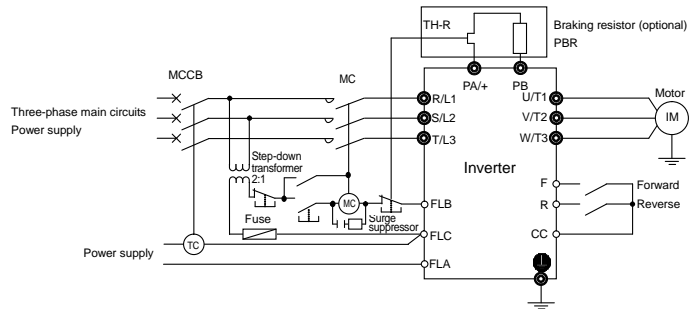 TH-R
Braking resistor (optional)
PBR
MCCB
MC
PA/+
PB
Three-phase main circuits
Power supply
R/L1
S/L2
T/L3
U/T1
V/T2
W/T3
Motor
IM
Step-down
transformer
2:1
Inverter
MC
Surge
suppressor
Fuse
FLB
FLC
FLA
F
R
CC
Forward
Reverse
TC
Power supply